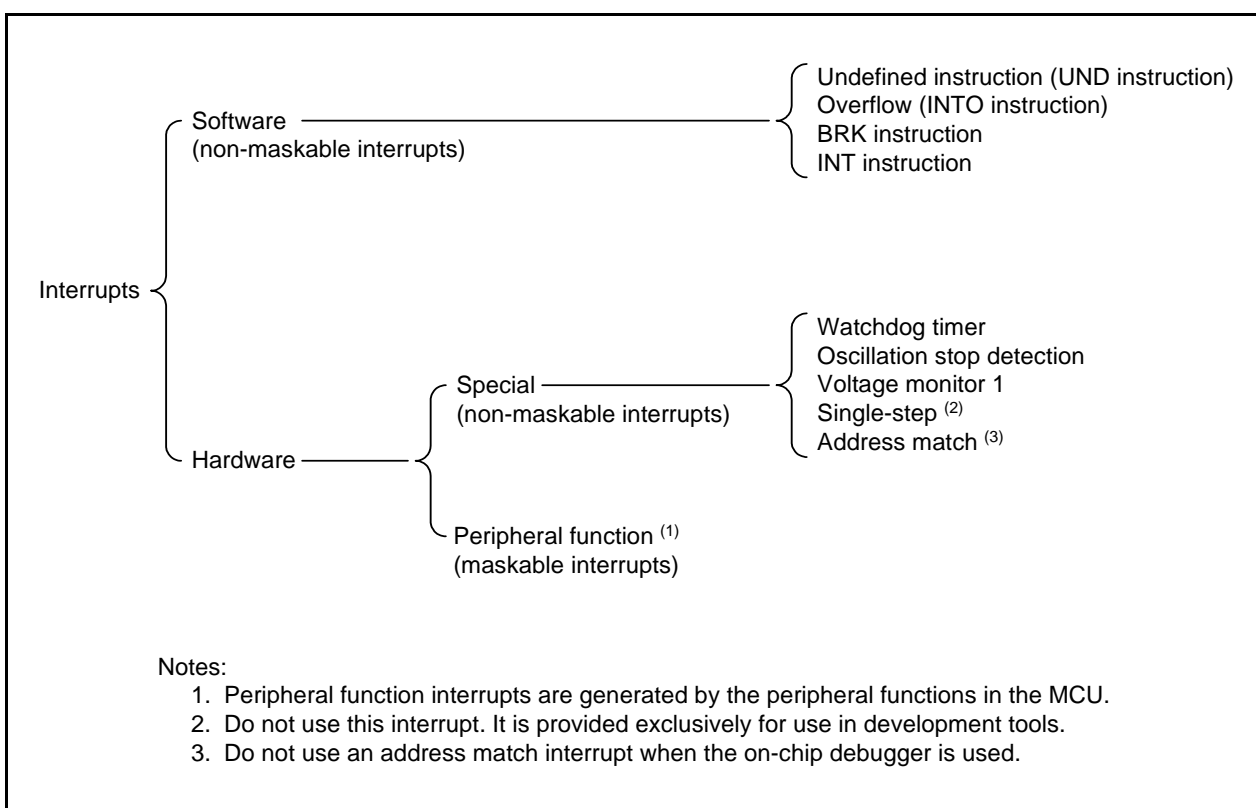 Undefined instruction (UND instruction)
Software
Overflow (INTO instruction)
(non-maskable interrupts)
BRK instruction
INT instruction
Interrupts
Watchdog timer
Oscillation stop detection
Special
Voltage monitor 1
(non-maskable interrupts)
Single-step (2)
Address match (3)
Hardware
Peripheral function (1)
(maskable interrupts)
Notes:
1. Peripheral function interrupts are generated by the peripheral functions in the MCU.
2. Do not use this interrupt. It is provided exclusively for use in development tools.
3. Do not use an address match interrupt when the on-chip debugger is used.